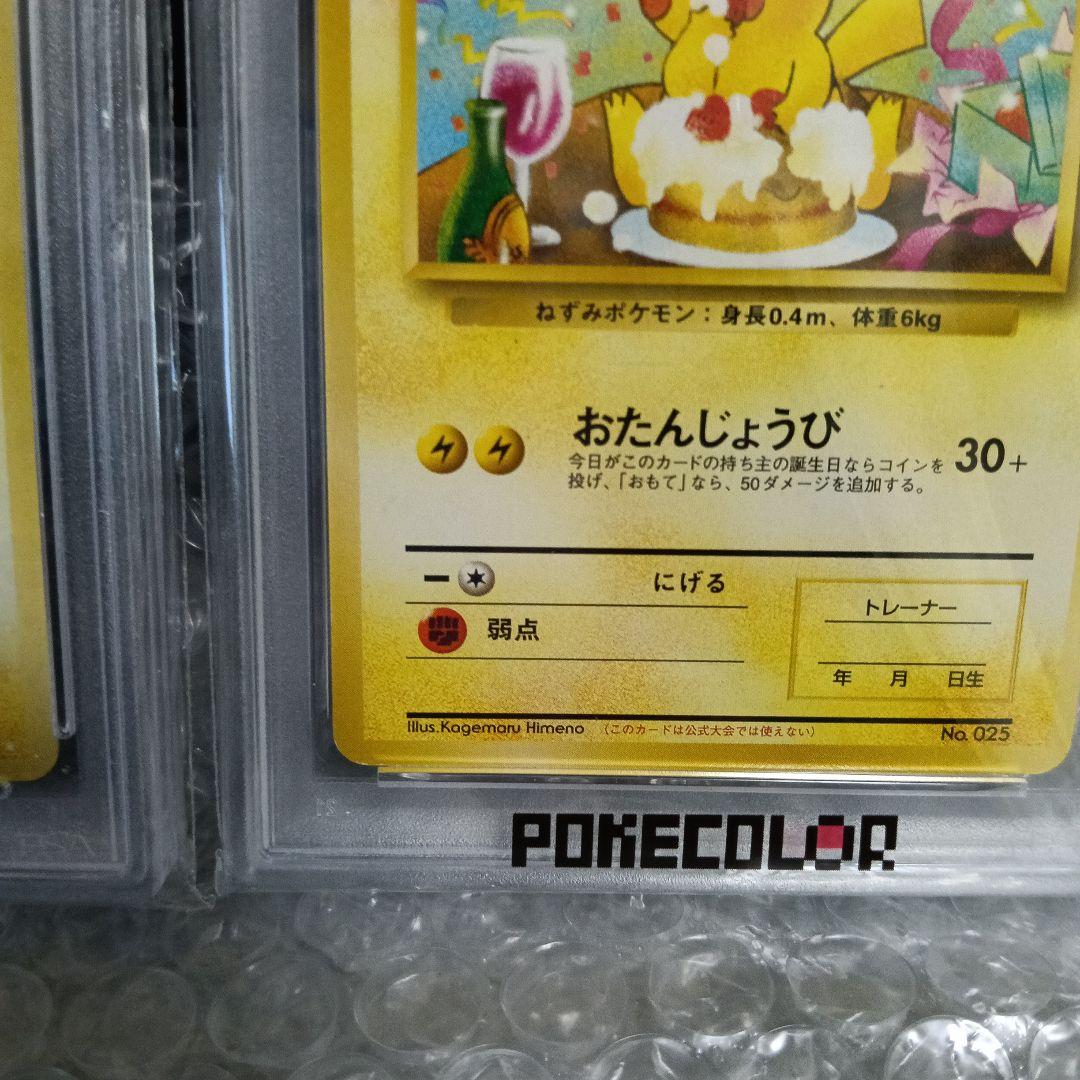 ねずみポケモン：身長0.4m、体重6kg
おたんじょうび
今日がこのカードの持ち主の誕生日ならコインを
投げ、「おもて」なら、50ダメージを追加する。
30+
にげる
弱点
トレーナー
年 月 日生
Illus.Kagemaru Himeno （このカードは公式大会では使えない） No. 025
POKECOLOR